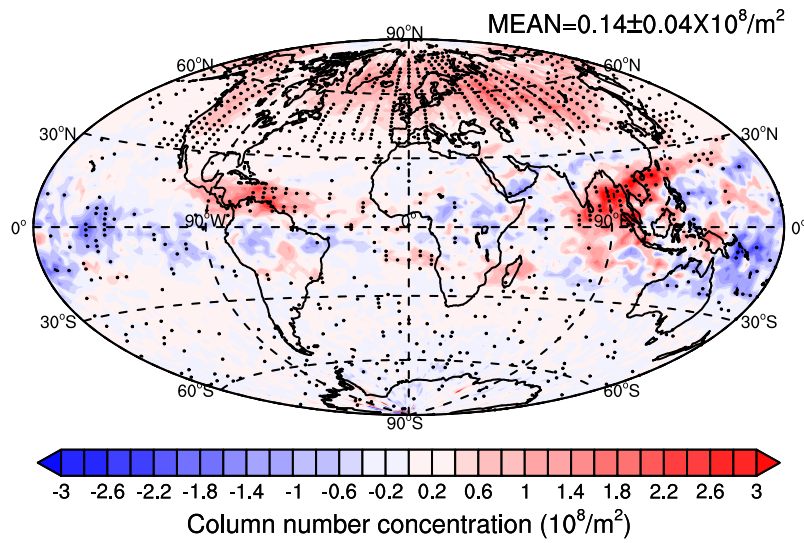 MEAN=0.14±0.04X10⁸/m²
90°N
60°N 60°N
30°N 30°N
0° 90°W 0 90°E 0°
30°S 30°S
60°S 60°S
90°S
-3 -2.6 -2.2 -1.8 -1.4 -1 -0.6 -0.2 0.2 0.6 1 1.4 1.8 2.2 2.6 3
Column number concentration (10⁸/m²)